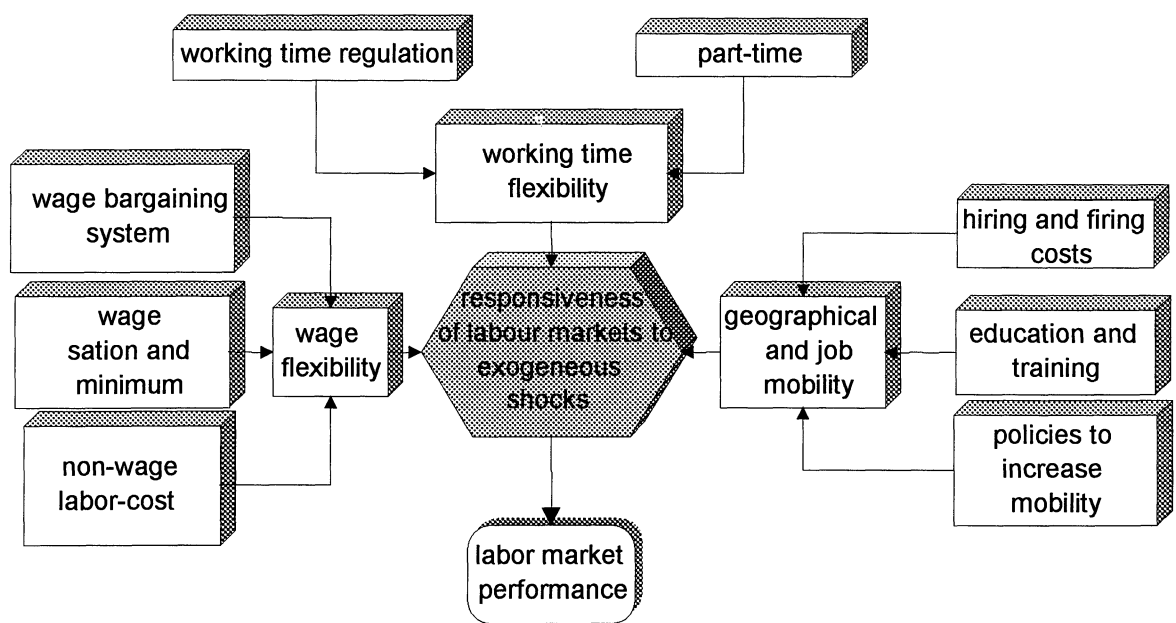 working time regulation
part-time
working time
flexibility
wage bargaining
system
hiring and firing
costs
responsiveness
of labour markets to
exogeneous
shocks
wage
sation and
minimum
wage
flexibility
geographical
and job
mobility
education and
training
non-wage
labor-cost
policies to
increase
mobility
labor market
performance